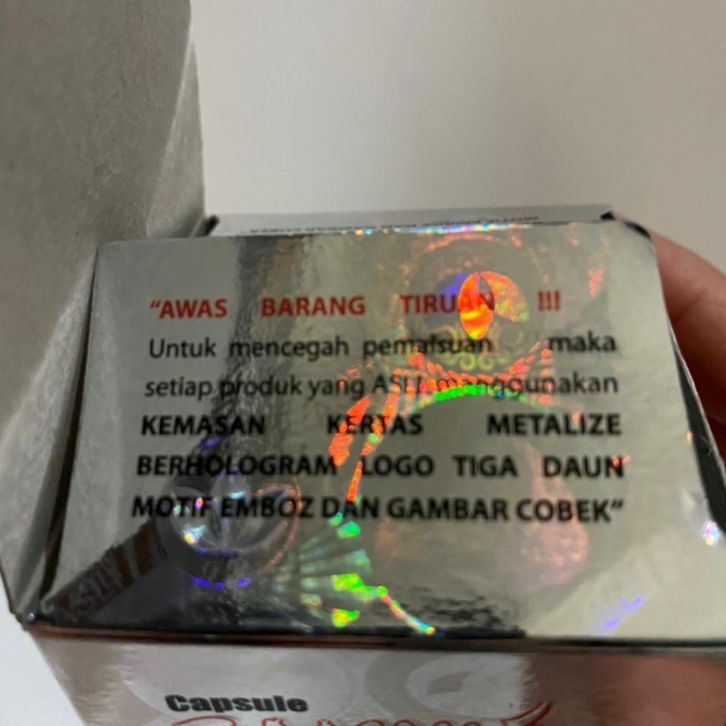 “AWAS BARANG TIRUAN !!!
Untuk mencegah pemalsuan maka
setiap produk yang ASLI menggunakan
KEMASAN KERTAS METALIZE
BERHOLOGRAM LOGO TIGA DAUN
MOTIF EMBOZ DAN GAMBAR COBEK”
Capsule